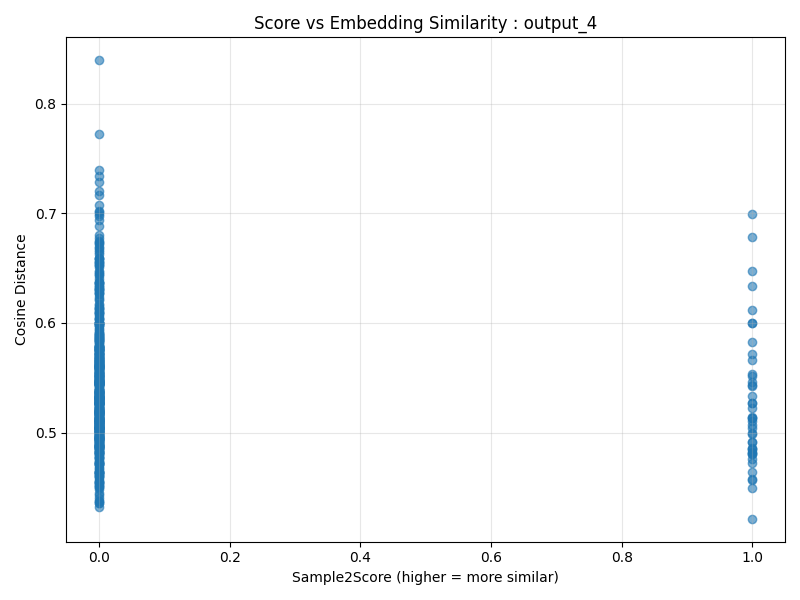 Score vs Embedding Similarity : output_4
Cosine Distance
0.8
0.7
0.6
0.5
0.0 0.2 0.4 0.6 0.8 1.0
Sample2Score (higher = more similar)